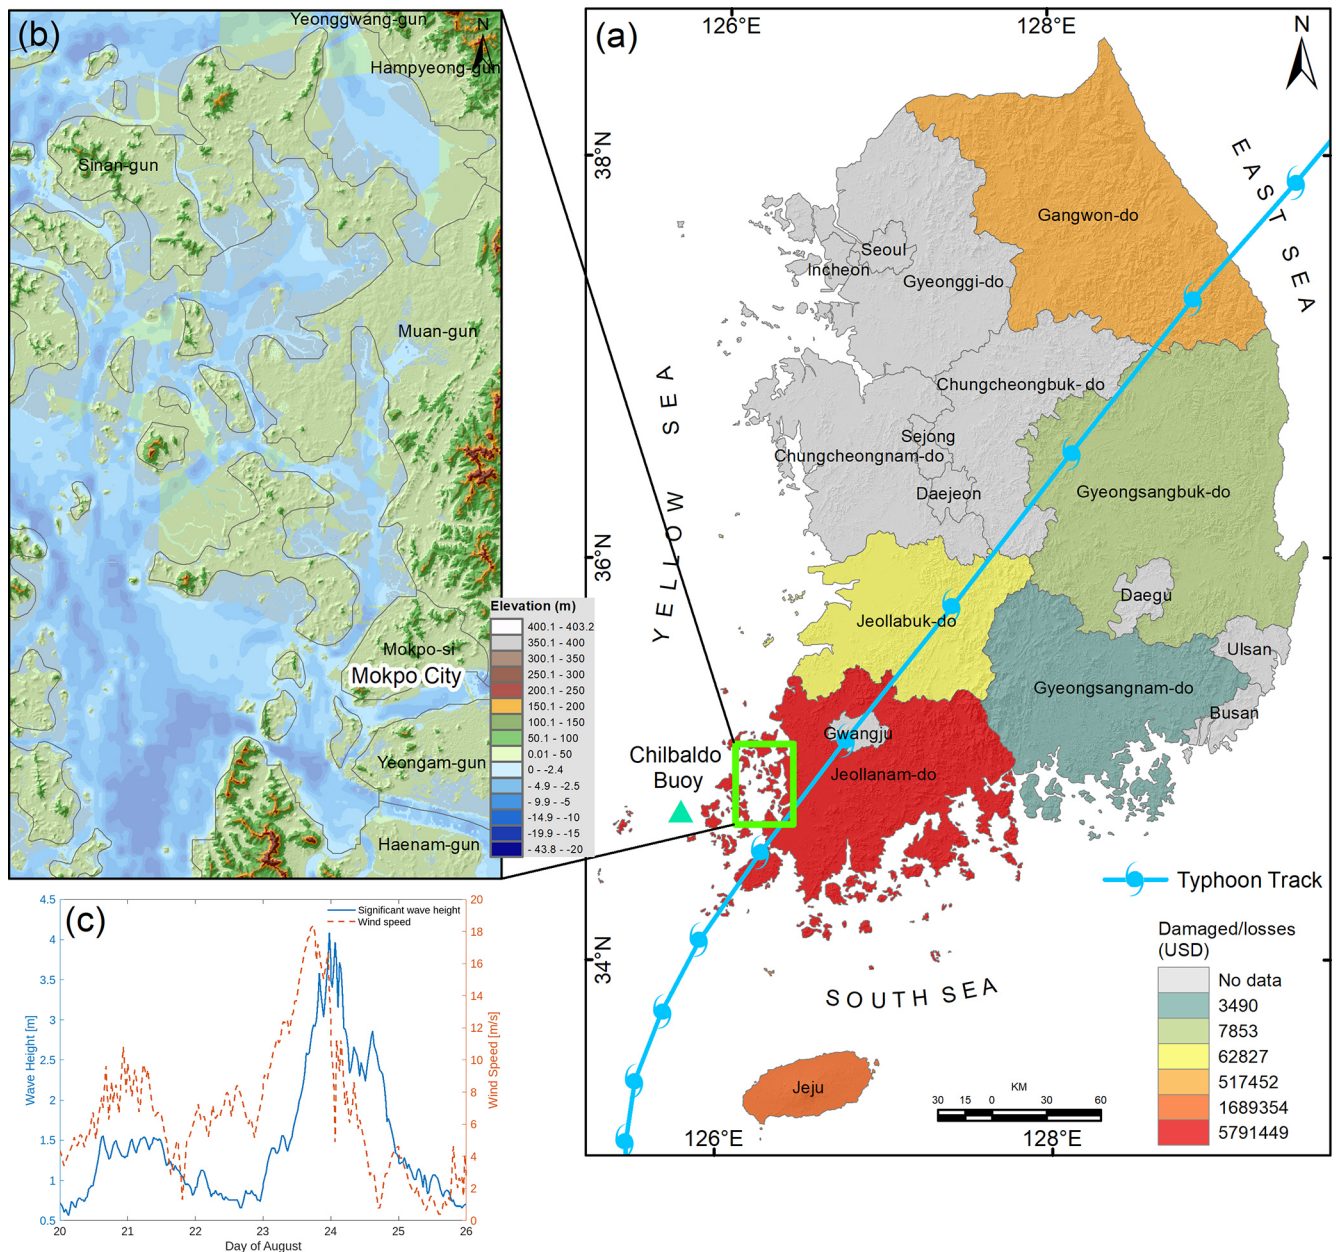 (b)
Yeonggwang-gun
N
Hampyeong-gun
Sinan-gun
Muan-gun
Mokpo-si
Mokpo City
Yeongam-gun
Haenam-gun
Elevation (m)
400.1 - 403.2
350.1 - 400
300.1 - 350
250.1 - 300
200.1 - 250
150.1 - 200
100.1 - 150
50.1 - 100
0.01 - 50
0 - -2.4
-4.9 - -2.5
-9.9 - -5
-14.9 - -10
-19.9 - -15
-43.8 - -20
(a)
126°E
128°E
N
38°N
36°N
34°N
EAST SEA
YELLOW SEA
SOUTH SEA
Gangwon-do
Seoul
Incheon
Gyeonggi-do
Chungcheongbuk-do
Sejong
Chungcheongnam-do
Daejeon
Gyeongsangbuk-do
Daegu
Jeollabuk-do
Ulsan
Gyeongsangnam-do
Busan
Gwangju
Jeollanam-do
Chilbaldo
Buoy
Jeju
Typhoon Track
Damaged/losses
(USD)
No data
3490
7853
62827
517452
1689354
5791449
KM
30 15 0 30 60
126°E
128°E
(c)
Significant wave height
Wind speed
Wave Height [m]
4.5
4
3.5
3
2.5
2
1.5
1
0.5
Wind Speed [m/s]
20
18
16
14
12
10
8
6
4
2
0
20 21 22 23 24 25 26
Day of August